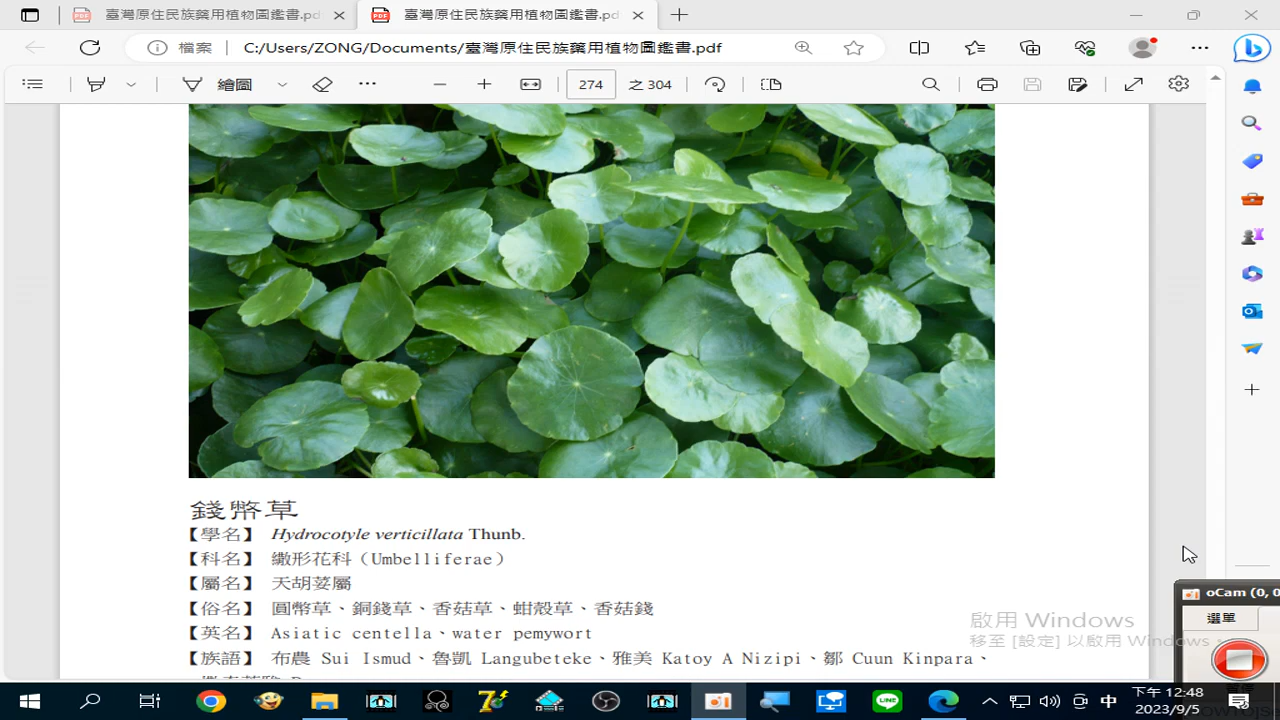 臺灣原住民族藥用植物圖鑑書.pd
臺灣原住民族藥用植物圖鑑書.pd
檔案 C:/Users/ZONG/Documents/臺灣原住民族藥用植物圖鑑書.pdf
繪圖 274 之 304
錢幣草
【學名】 Hydrocotyle verticillata Thunb.
【科名】 繖形花科（Umbelliferae）
【屬名】 天胡荽屬
【俗名】 圓幣草、銅錢草、香菇草、蚶殼草、香菇錢
【英名】 Asiatic centella、water pemywort
【族語】 布農 Sui Ismud、魯凱 Langubeteke、雅美 Katoy A Nizipi、鄒 Cuun Kinpara、
啟用 Windows
移至 [設定] 以啟用 Windows。
oCam (0, 0
選單
中
下午 12:48
2023/9/5